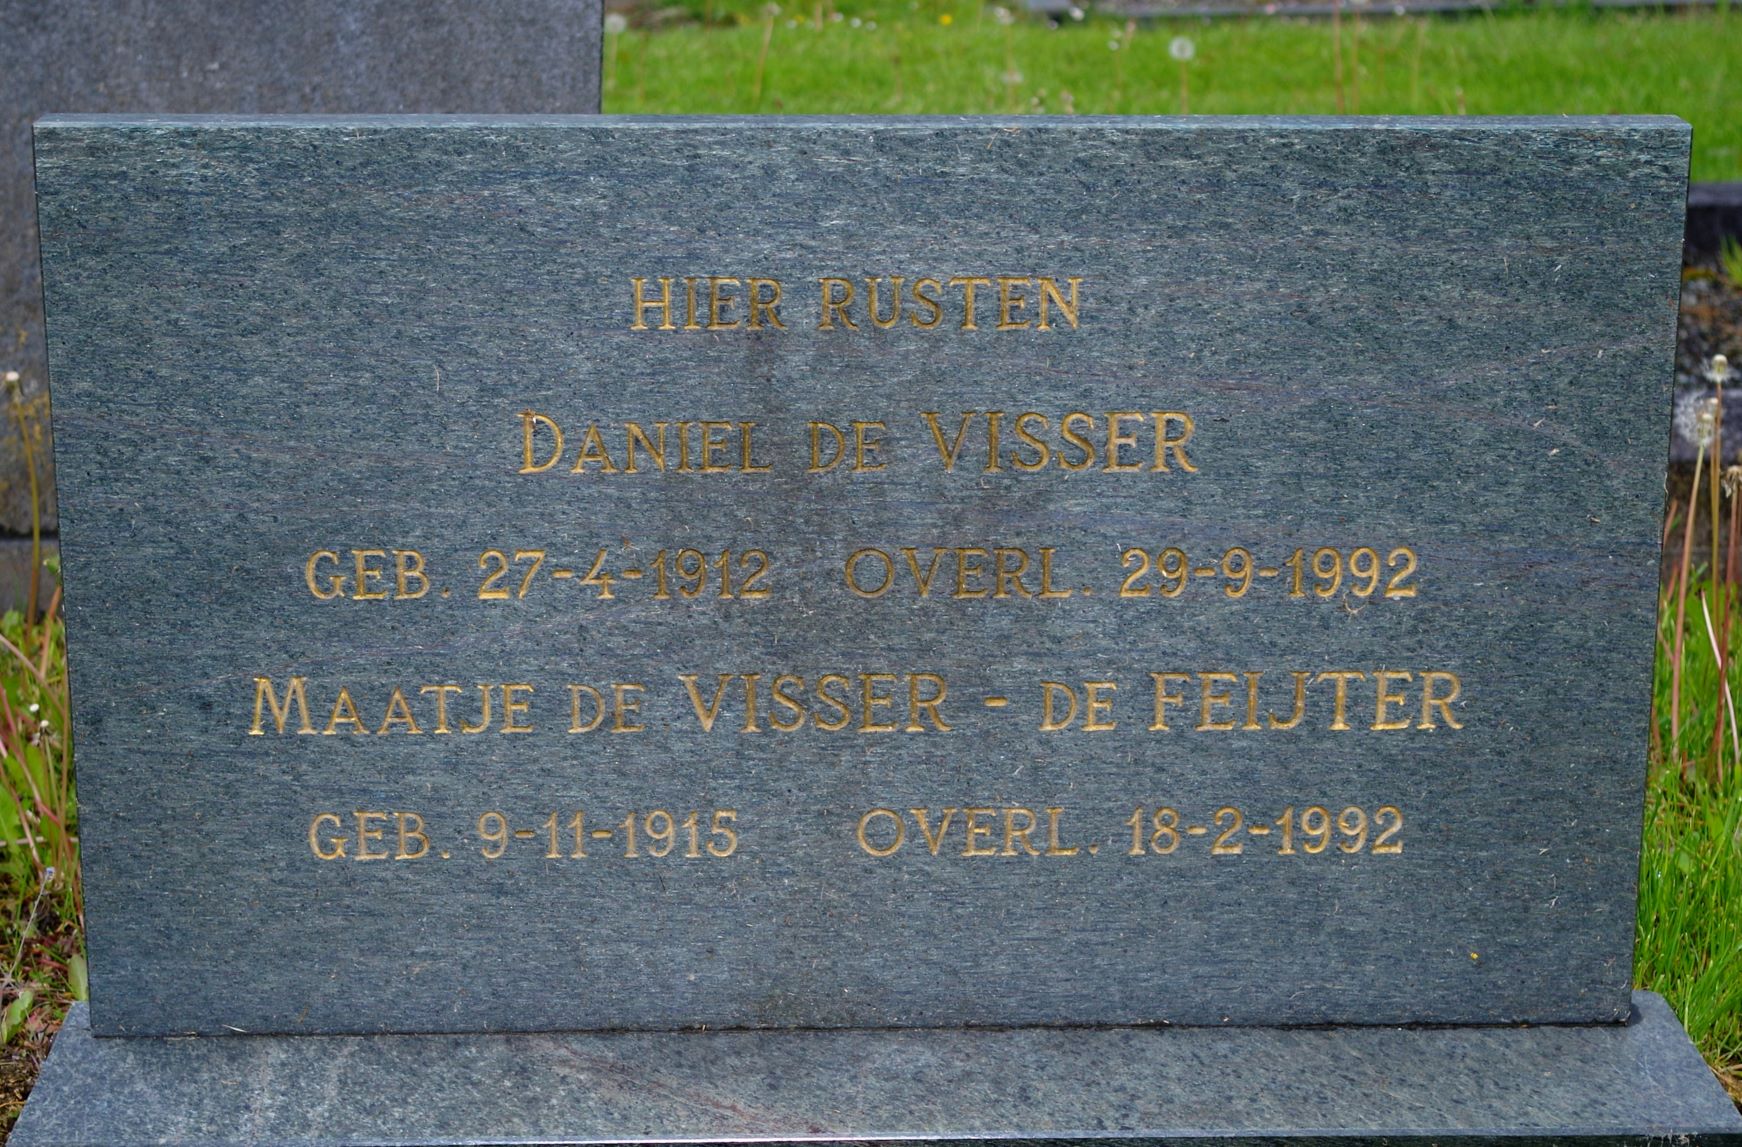 HIER RUSTEN
DANIEL DE VISSER
GEB. 27-4-1912 OVERL. 29-9-1992
MAATJE DE VISSER - DE FEIJTER
GEB. 9-11-1915 OVERL. 18-2-1992